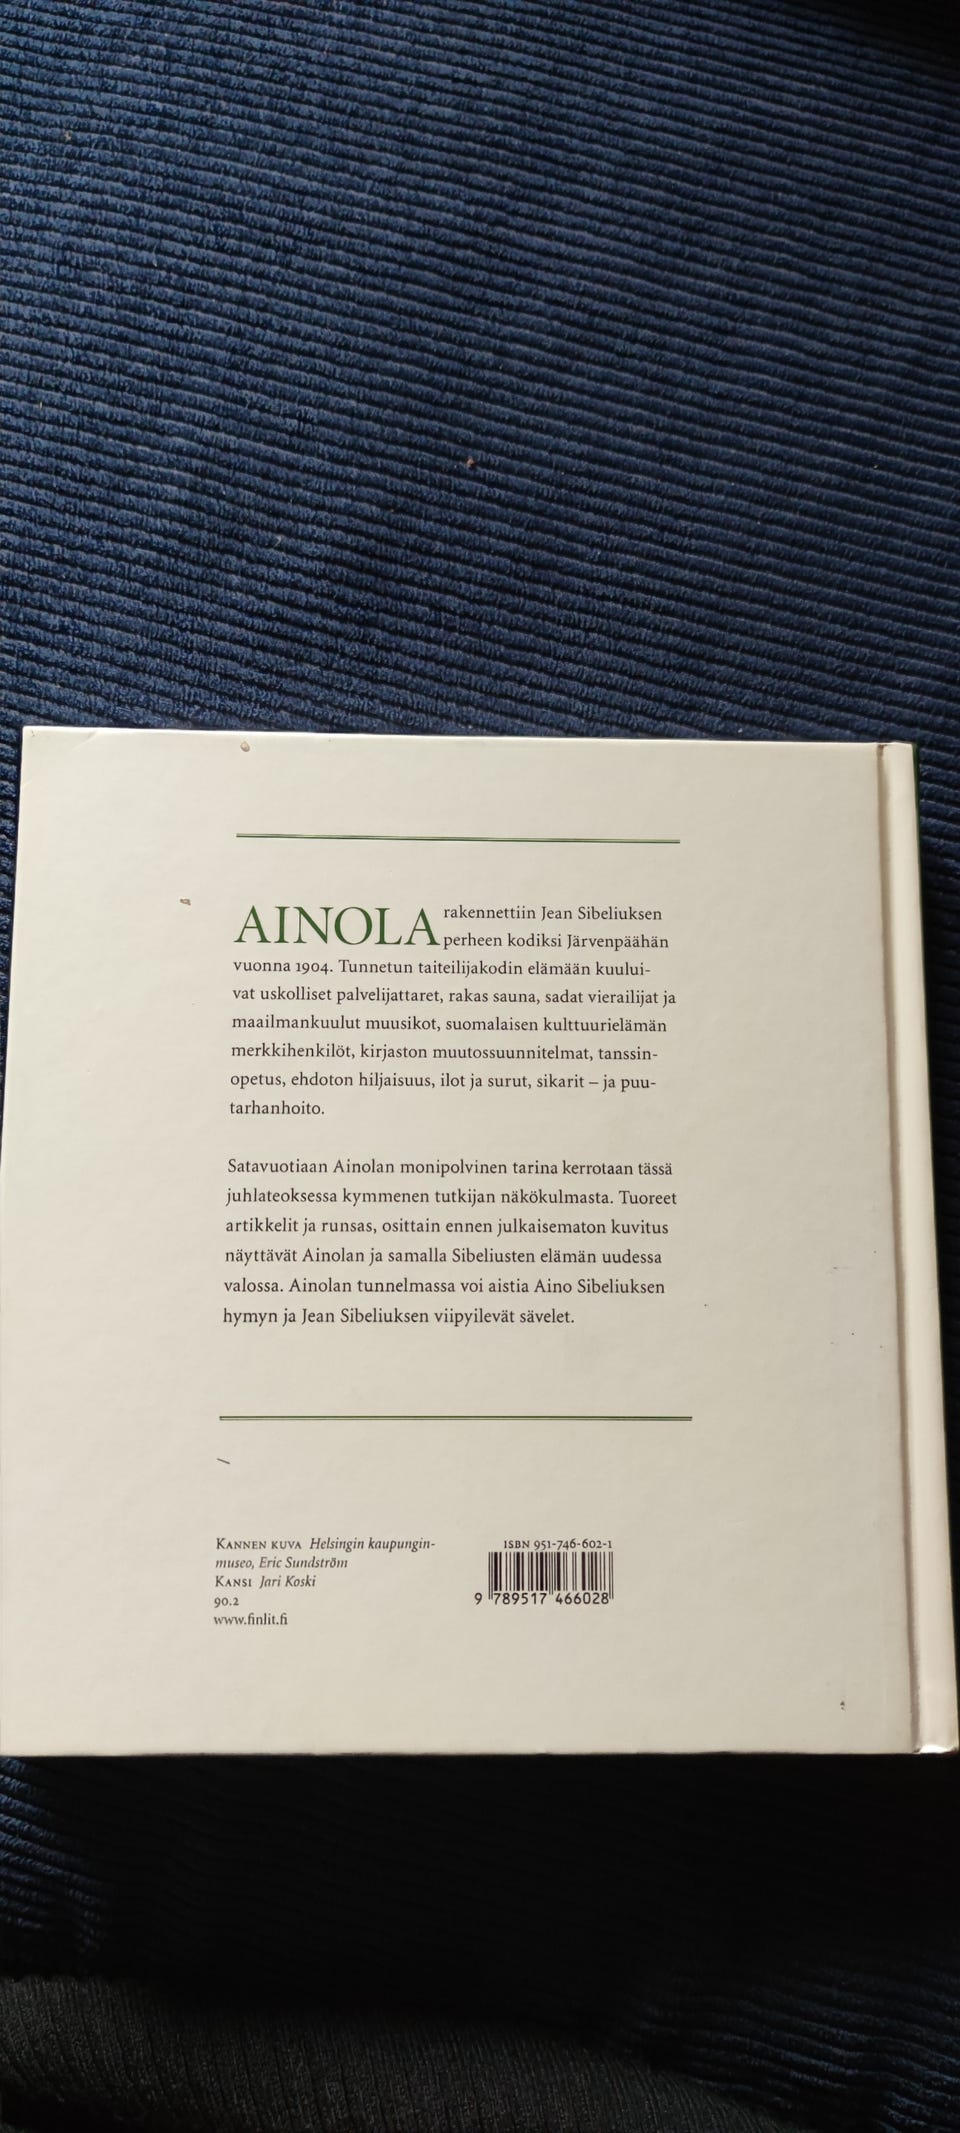 AINOLA rakennettiin Jean Sibeliuksen
perheen kodiksi Järvenpäähän
vuonna 1904. Tunnetun taiteilijakodin elämään kuului-
vat uskolliset palvelijattaret, rakas sauna, sadat vierailijat ja
maailmankuulut muusikot, suomalaisen kulttuurielämän
merkkihenkilöt, kirjaston muutossuunnitelmat, tanssin-
opetus, ehdoton hiljaisuus, ilot ja surut, sikarit – ja puu-
tarhanhoito.
Satavuotiaan Ainolan monipolvinen tarina kerrotaan tässä
juhlateoksessa kymmenen tutkijan näkökulmasta. Tuoreet
artikkelit ja runsas, osittain ennen julkaisematon kuvitus
näyttävät Ainolan ja samalla Sibeliusten elämän uudessa
valossa. Ainolan tunnelmassa voi aistia Aino Sibeliuksen
hymyn ja Jean Sibeliuksen viipyilevät sävelet.
KANNEN KUVA Helsingin kaupungin-
museo, Eric Sundström
KANSI Jari Koski
90.2
www.finlit.fi
ISBN 951-746-602-1
9 789517 466028